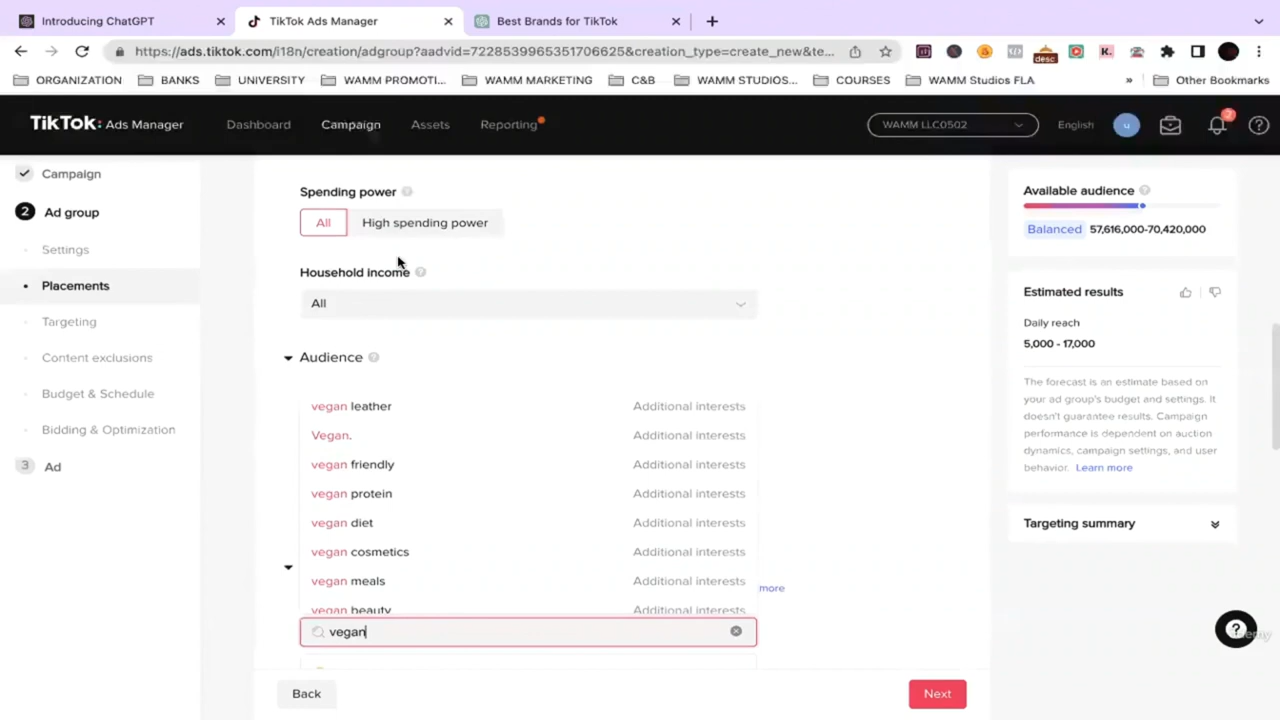 Introducing ChatGPT
TikTok Ads Manager
Best Brands for TikTok
https://ads.tiktok.com/i18n/creation/adgroup?aadvid=7228539965351706625&creation_type=create_new&te...
K.
desc
ORGANIZATION
BANKS
UNIVERSITY
WAMM PROMOTI...
WAMM MARKETING
C&B
WAMM STUDIOS...
COURSES
WAMM Studios FLA
»
Other Bookmarks
TikTok: Ads Manager
Dashboard
Campaign
Assets
Reporting
WAMM LLC0502
English
u
2
Campaign
2 Ad group
Settings
Placements
Targeting
Content exclusions
Budget & Schedule
Bidding & Optimization
3 Ad
Spending power
All
High spending power
Household income
All
Audience
vegan leather Additional interests
Vegan. Additional interests
vegan friendly Additional interests
vegan protein Additional interests
vegan diet Additional interests
vegan cosmetics Additional interests
vegan meals Additional interests
vegan beauty Additional interests
more
vegan
Back
Next
Available audience
Balanced 57,616,000-70,420,000
Estimated results
Daily reach
5,000 - 17,000
The forecast is an estimate based on
your ad group's budget and settings. It
doesn't guarantee results. Campaign
performance is dependent on auction
dynamics, campaign settings, and user
behavior. Learn more
Targeting summary